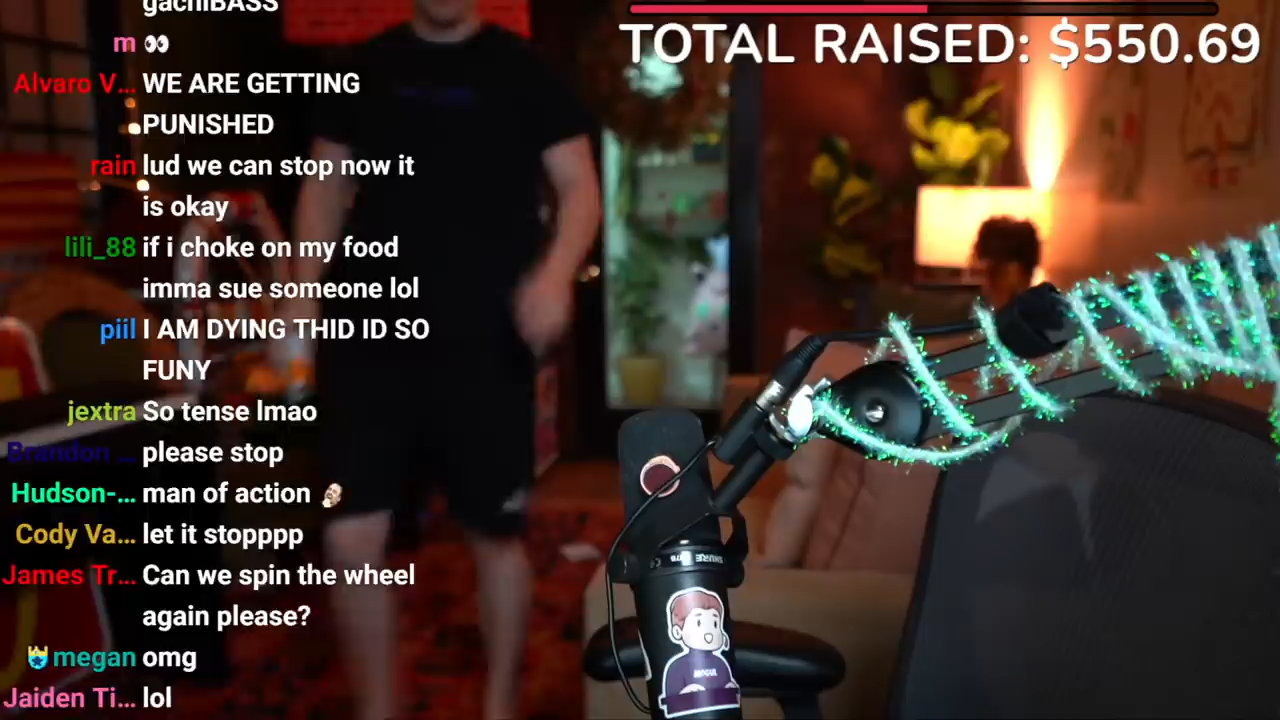 gachiBASS
TOTAL RAISED: $550.69
m 👀
Alvaro V... WE ARE GETTING
PUNISHED
rain lud we can stop now it
is okay
lili_88 if i choke on my food
imma sue someone lol
piil I AM DYING THID ID SO
FUNY
jextra So tense lmao
Brandon ... please stop
Hudson-... man of action
Cody Va... let it stopppp
James Tr... Can we spin the wheel
again please?
megan omg
Jaiden Ti... lol
SHURE
MOGUL